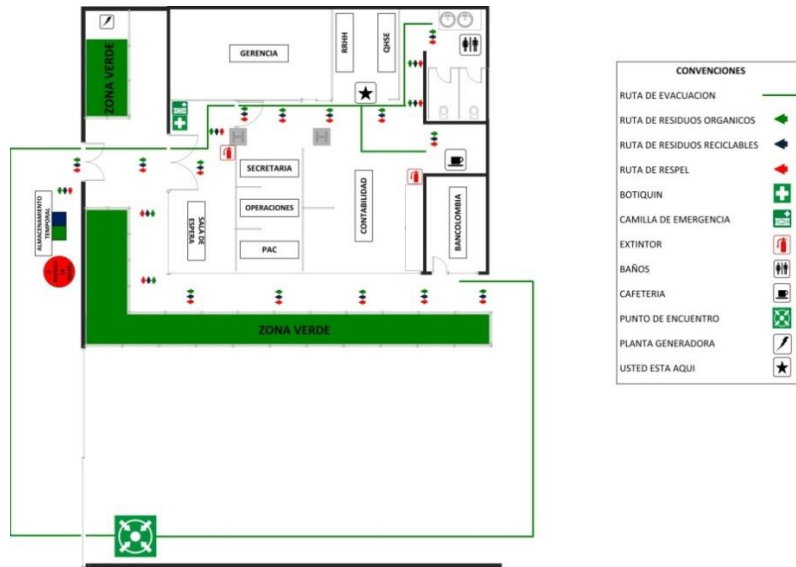 ZONA VERDE
GERENCIA
RRHH
QHSE
SECRETARIA
OPERACIONES
PAC
SALA DE
ESPERA
CONTABILIDAD
BANCOLOMBIA
ALMACENAMIENTO
TEMPORAL
ZONA VERDE
CONVENCIONES
RUTA DE EVACUACION
RUTA DE RESIDUOS ORGANICOS
RUTA DE RESIDUOS RECICLABLES
RUTA DE RESPEL
BOTIQUIN
CAMILLA DE EMERGENCIA
EXTINTOR
BAÑOS
CAFETERIA
PUNTO DE ENCUENTRO
PLANTA GENERADORA
USTED ESTA AQUI